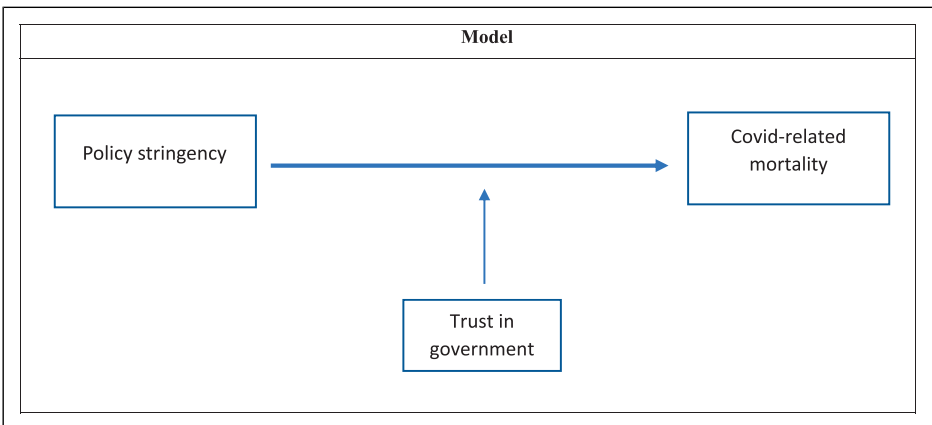 Model
Policy stringency
Covid-related
mortality
Trust in
government